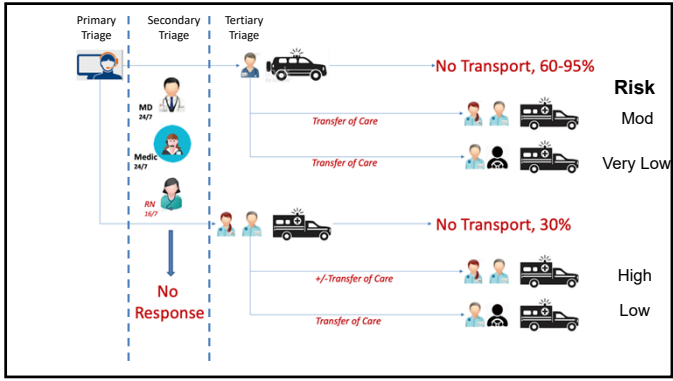 Primary
Triage
Secondary
Triage
Tertiary
Triage
No Transport, 60-95%
Risk
MD
24/7
Transfer of Care
Mod
Medic
24/7
Transfer of Care
Very Low
RN
16/7
No Transport, 30%
+/-Transfer of Care
High
No
Response
Transfer of Care
Low